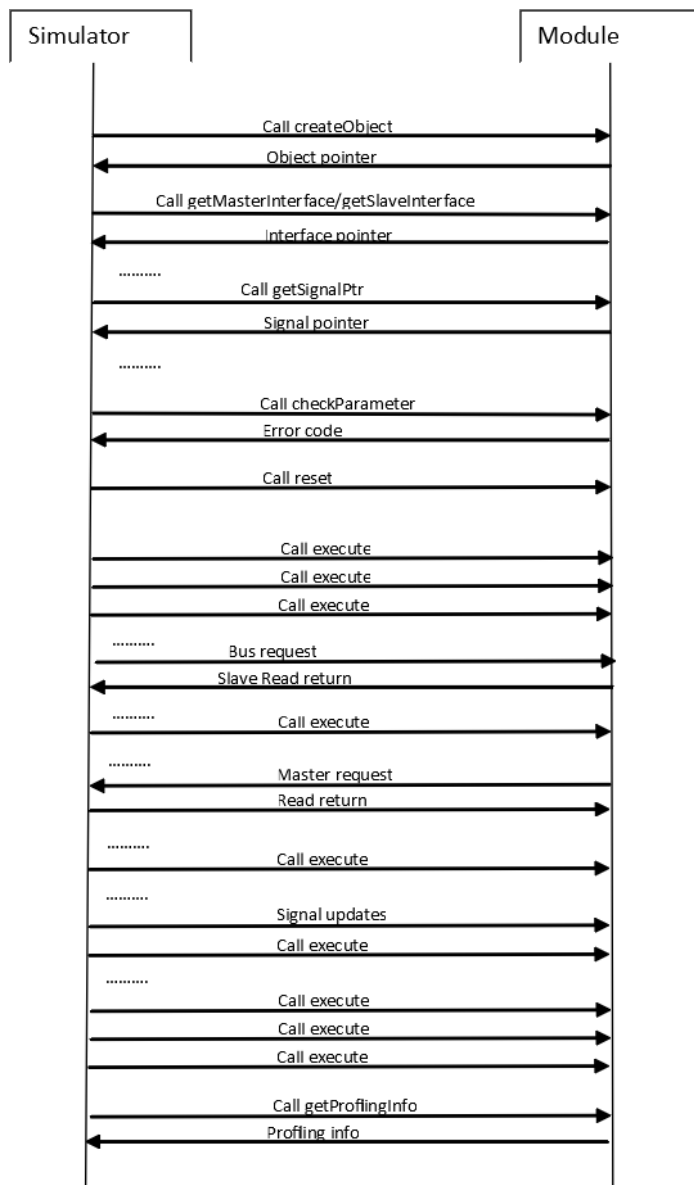 Simulator
Module
Call createObject
Object pointer
Call getMasterInterface/getSlaveInterface
Interface pointer
..........
Call getSignalPtr
Signal pointer
..........
Call checkParameter
Error code
Call reset
Call execute
Call execute
Call execute
..........
Bus request
Slave Read return
..........
Call execute
..........
Master request
Read return
..........
Call execute
..........
Signal updates
Call execute
..........
Call execute
Call execute
Call execute
Call getProflingInfo
Profling info